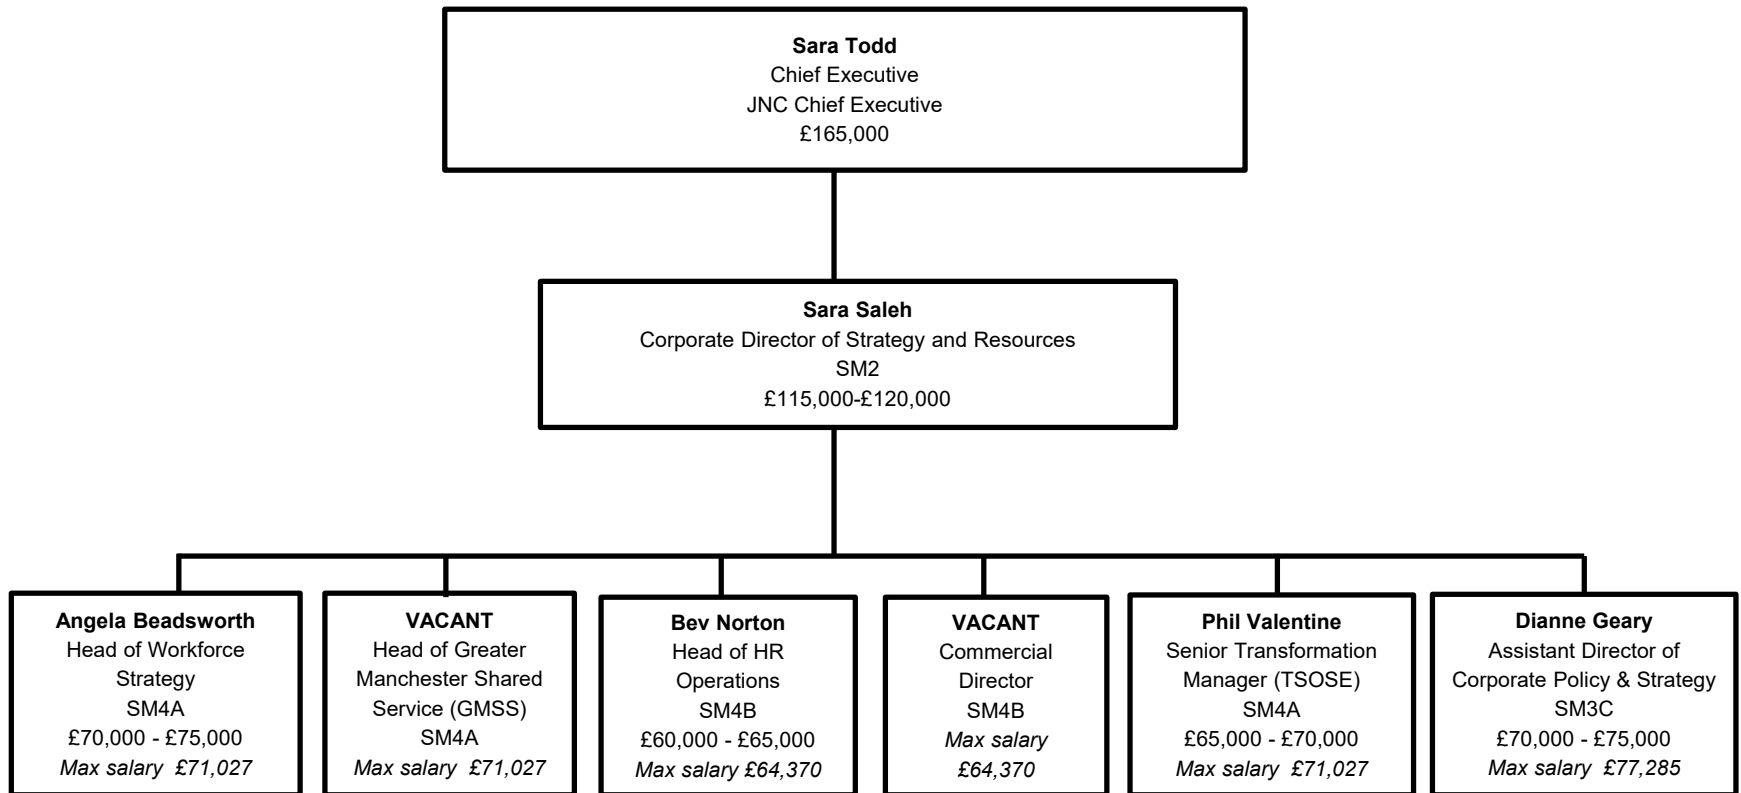 Sara Todd
Chief Executive
JNC Chief Executive
£165,000
Sara Saleh
Corporate Director of Strategy and Resources
SM2
£115,000-£120,000
Angela Beadsworth
Head of Workforce
Strategy
SM4A
£70,000 - £75,000
Max salary £71,027
VACANT
Head of Greater
Manchester Shared
Service (GMSS)
SM4A
Max salary £71,027
Bev Norton
Head of HR
Operations
SM4B
£60,000 - £65,000
Max salary £64,370
VACANT
Commercial
Director
SM4B
Max salary
£64,370
Phil Valentine
Senior Transformation
Manager (TSOSE)
SM4A
£65,000 - £70,000
Max salary £71,027
Dianne Geary
Assistant Director of
Corporate Policy & Strategy
SM3C
£70,000 - £75,000
Max salary £77,285